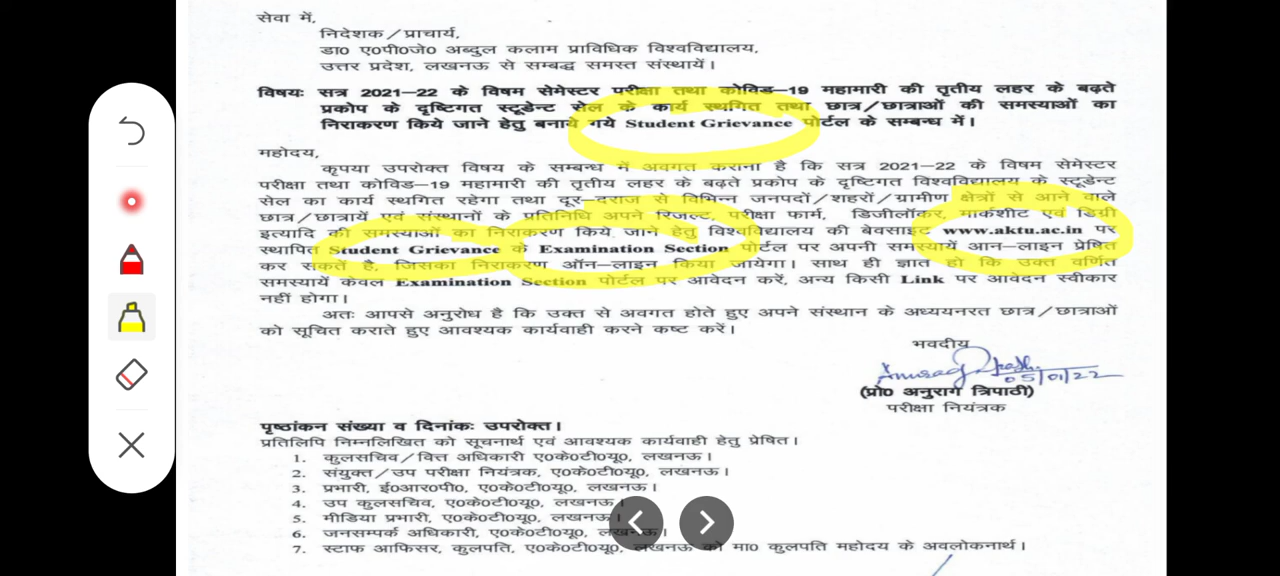 सेवा में,
निदेशक/प्राचार्य,
डा0 ए0पी0जे0 अब्दुल कलाम प्राविधिक विश्वविद्यालय,
उत्तर प्रदेश, लखनऊ से सम्बद्ध समस्त संस्थायें।
विषयः सत्र 2021–22 के विषम सेमेस्टर परीक्षा तथा कोविड–19 महामारी की तृतीय लहर के बढ़ते
प्रकोप के दृष्टिगत स्टूडेन्ट सेल के कार्य स्थगित तथा छात्र/छात्राओं की समस्याओं का
निराकरण किये जाने हेतु बनाये गये Student Grievance पोर्टल के सम्बन्ध में।
महोदय,
कृपया उपरोक्त विषय के सम्बन्ध में अवगत कराना है कि सत्र 2021–22 के विषम सेमेस्टर
परीक्षा तथा कोविड–19 महामारी की तृतीय लहर के बढ़ते प्रकोप के दृष्टिगत विश्वविद्यालय के स्टूडेन्ट
सेल का कार्य स्थगित रहेगा तथा दूर–दराज से विभिन्न जनपदों/शहरों/ग्रामीण क्षेत्रों से आने वाले
छात्र/छात्रायें एवं संस्थानों के प्रतिनिधि अपने रिजल्ट, परीक्षा फार्म, डिजीलॉकर, मार्कशीट एवं डिग्री
इत्यादि की समस्याओं का निराकरण किये जाने हेतु विश्वविद्यालय की बेवसाइट www.aktu.ac.in पर
स्थापित Student Grievance के Examination Section पोर्टल पर अपनी समस्यायें आन–लाइन प्रेषित
कर सकते है, जिसका निराकरण ऑन–लाइन किया जायेगा। साथ ही ज्ञात हो कि उक्त वर्णित
समस्यायें केवल Examination Section पोर्टल पर आवेदन करें, अन्य किसी Link पर आवेदन स्वीकार
नहीं होगा।
अतः आपसे अनुरोध है कि उक्त से अवगत होते हुए अपने संस्थान के अध्ययनरत छात्र/छात्राओं
को सूचित कराते हुए आवश्यक कार्यवाही करने कष्ट करें।
भवदीय
05/01/22
(प्रो0 अनुराग त्रिपाठी)
परीक्षा नियंत्रक
पृष्ठांकन संख्या व दिनांकः उपरोक्त।
प्रतिलिपि निम्नलिखित को सूचनार्थ एवं आवश्यक कार्यवाही हेतु प्रेषित।
1. कुलसचिव/वित्त अधिकारी ए0के0टी0यू0, लखनऊ।
2. संयुक्त/उप परीक्षा नियंत्रक, ए0के0टी0यू0, लखनऊ।
3. प्रभारी, ई0आर0पी0, ए0के0टी0यू0, लखनऊ।
4. उप कुलसचिव, ए0के0टी0यू0, लखनऊ
5. मीडिया प्रभारी, ए0के0टी0यू0, लखनऊ
6. जनसम्पर्क अधिकारी, ए0के0टी0यू0, लखनऊ।
7. स्टाफ आफिसर, कुलपति, ए0के0टी0यू0, लखनऊ को मा0 कुलपति महोदय के अवलोकनार्थ।